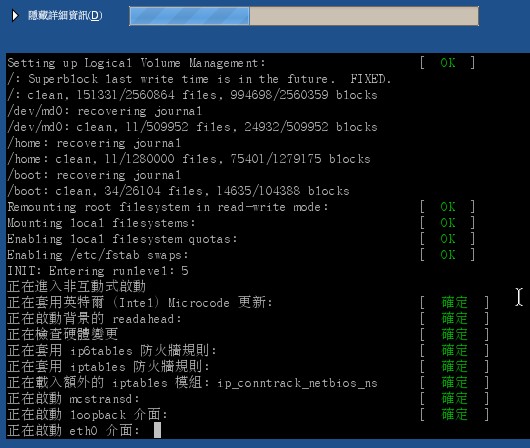 隱藏詳細資訊(D)
Setting up Logical Volume Management: [ OK ]
/: Superblock last write time is in the future.  FIXED.
/: clean, 151331/2560864 files, 994698/2560359 blocks
/dev/md0: recovering journal
/dev/md0: clean, 11/509952 files, 24932/509952 blocks
/home: recovering journal
/home: clean, 11/1280000 files, 75401/1279175 blocks
/boot: recovering journal
/boot: clean, 34/26104 files, 14635/104388 blocks
Remounting root filesystem in read-write mode: [ OK ]
Mounting local filesystems: [ OK ]
Enabling local filesystem quotas: [ OK ]
Enabling /etc/fstab swaps: [ OK ]
INIT: Entering runlevel: 5
正在進入非互動式啟動
正在套用英特爾 (Intel) Microcode 更新: [ 確定 ]
正在啟動背景的 readahead: [ 確定 ]
正在檢查硬體變更 [ 確定 ]
正在套用 ip6tables 防火牆規則: [ 確定 ]
正在套用 iptables 防火牆規則: [ 確定 ]
正在載入額外的 iptables 模組: ip_conntrack_netbios_ns [ 確定 ]
正在啟動 mcstransd: [ 確定 ]
正在啟動 loopback 介面: [ 確定 ]
正在啟動 eth0 介面: